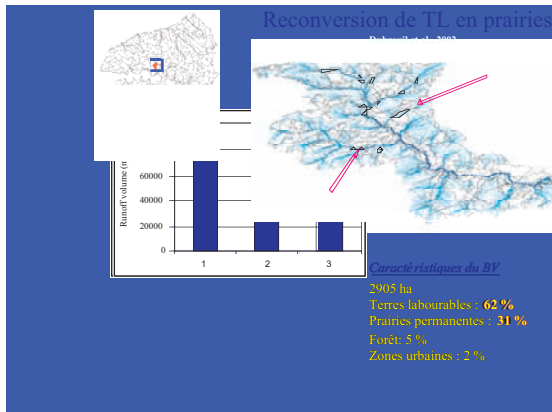 Reconversion de TL en prairies
Runoff volume (m
60000
40000
20000
0
1 2 3
Caractéristiques du BV
2905 ha
Terres labourables : 62 %
Prairies permanentes : 31 %
Forêt: 5 %
Zones urbaines : 2 %